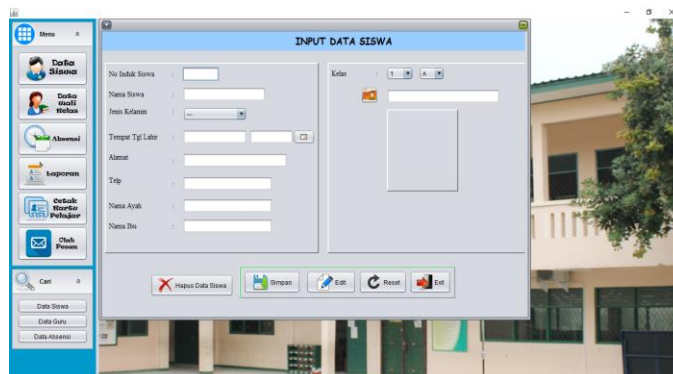 Menu
Data
Siswa
Data
Wali
Kelas
Absensi
Laporan
Cetak
Kartu
Pelajar
Olah
Pesan
Cari
Data Siswa
Data Guru
Data Absensi
INPUT DATA SISWA
No Induk Siswa :
Nama Siswa :
Jenis Kelamin : ---
Tempat Tgl Lahir :
Alamat :
Telp :
Nama Ayah :
Nama Ibu :
Kelas : 1 A
Hapus Data Siswa
Simpan
Edit
Reset
Exit